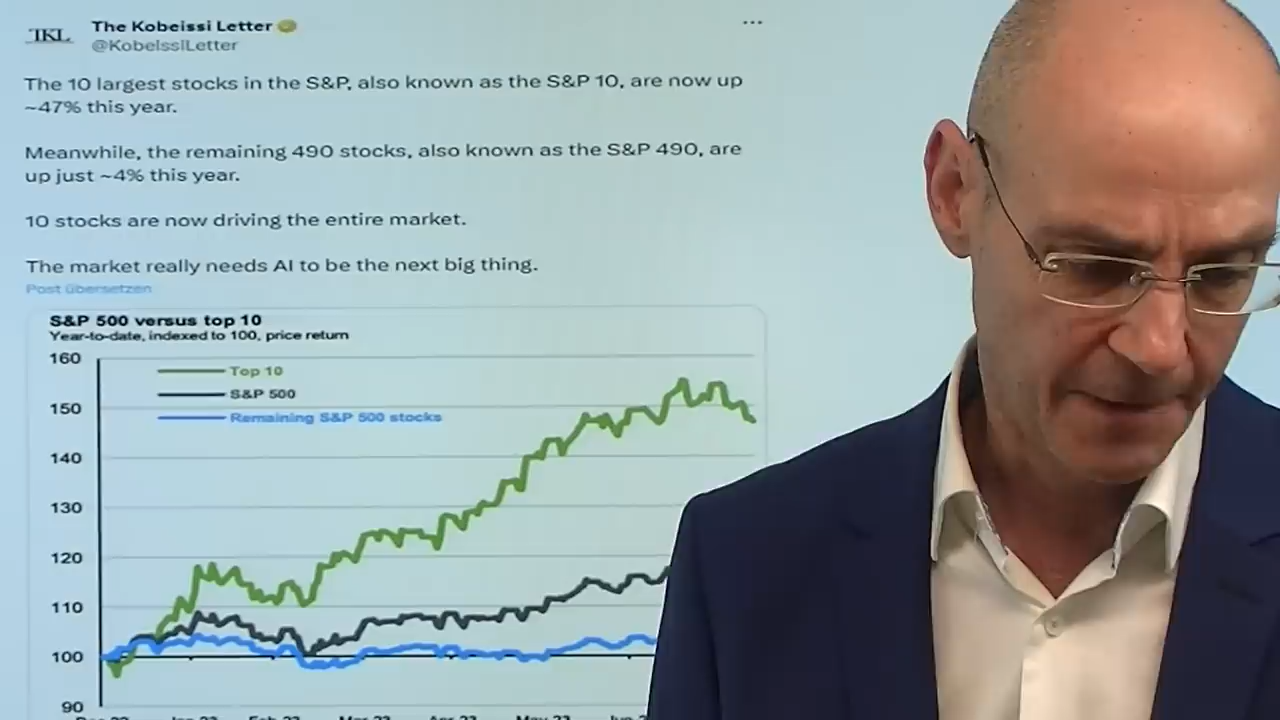 TKL
The Kobeissi Letter
@KobeissiLetter
The 10 largest stocks in the S&P, also known as the S&P 10, are now up
~47% this year.
Meanwhile, the remaining 490 stocks, also known as the S&P 490, are
up just ~4% this year.
10 stocks are now driving the entire market.
The market really needs AI to be the next big thing.
Post übersetzen
S&P 500 versus top 10
Year-to-date, indexed to 100, price return
160
Top 10
S&P 500
150
Remaining S&P 500 stocks
140
130
120
110
100
90